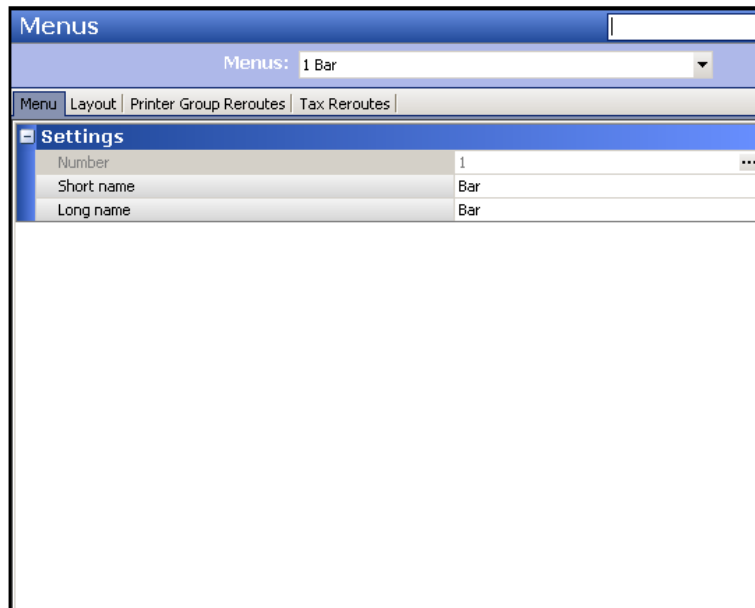 Menus
Menus: 1 Bar
Menu Layout Printer Group Reroutes Tax Reroutes
Settings
Number 1 ...
Short name Bar
Long name Bar